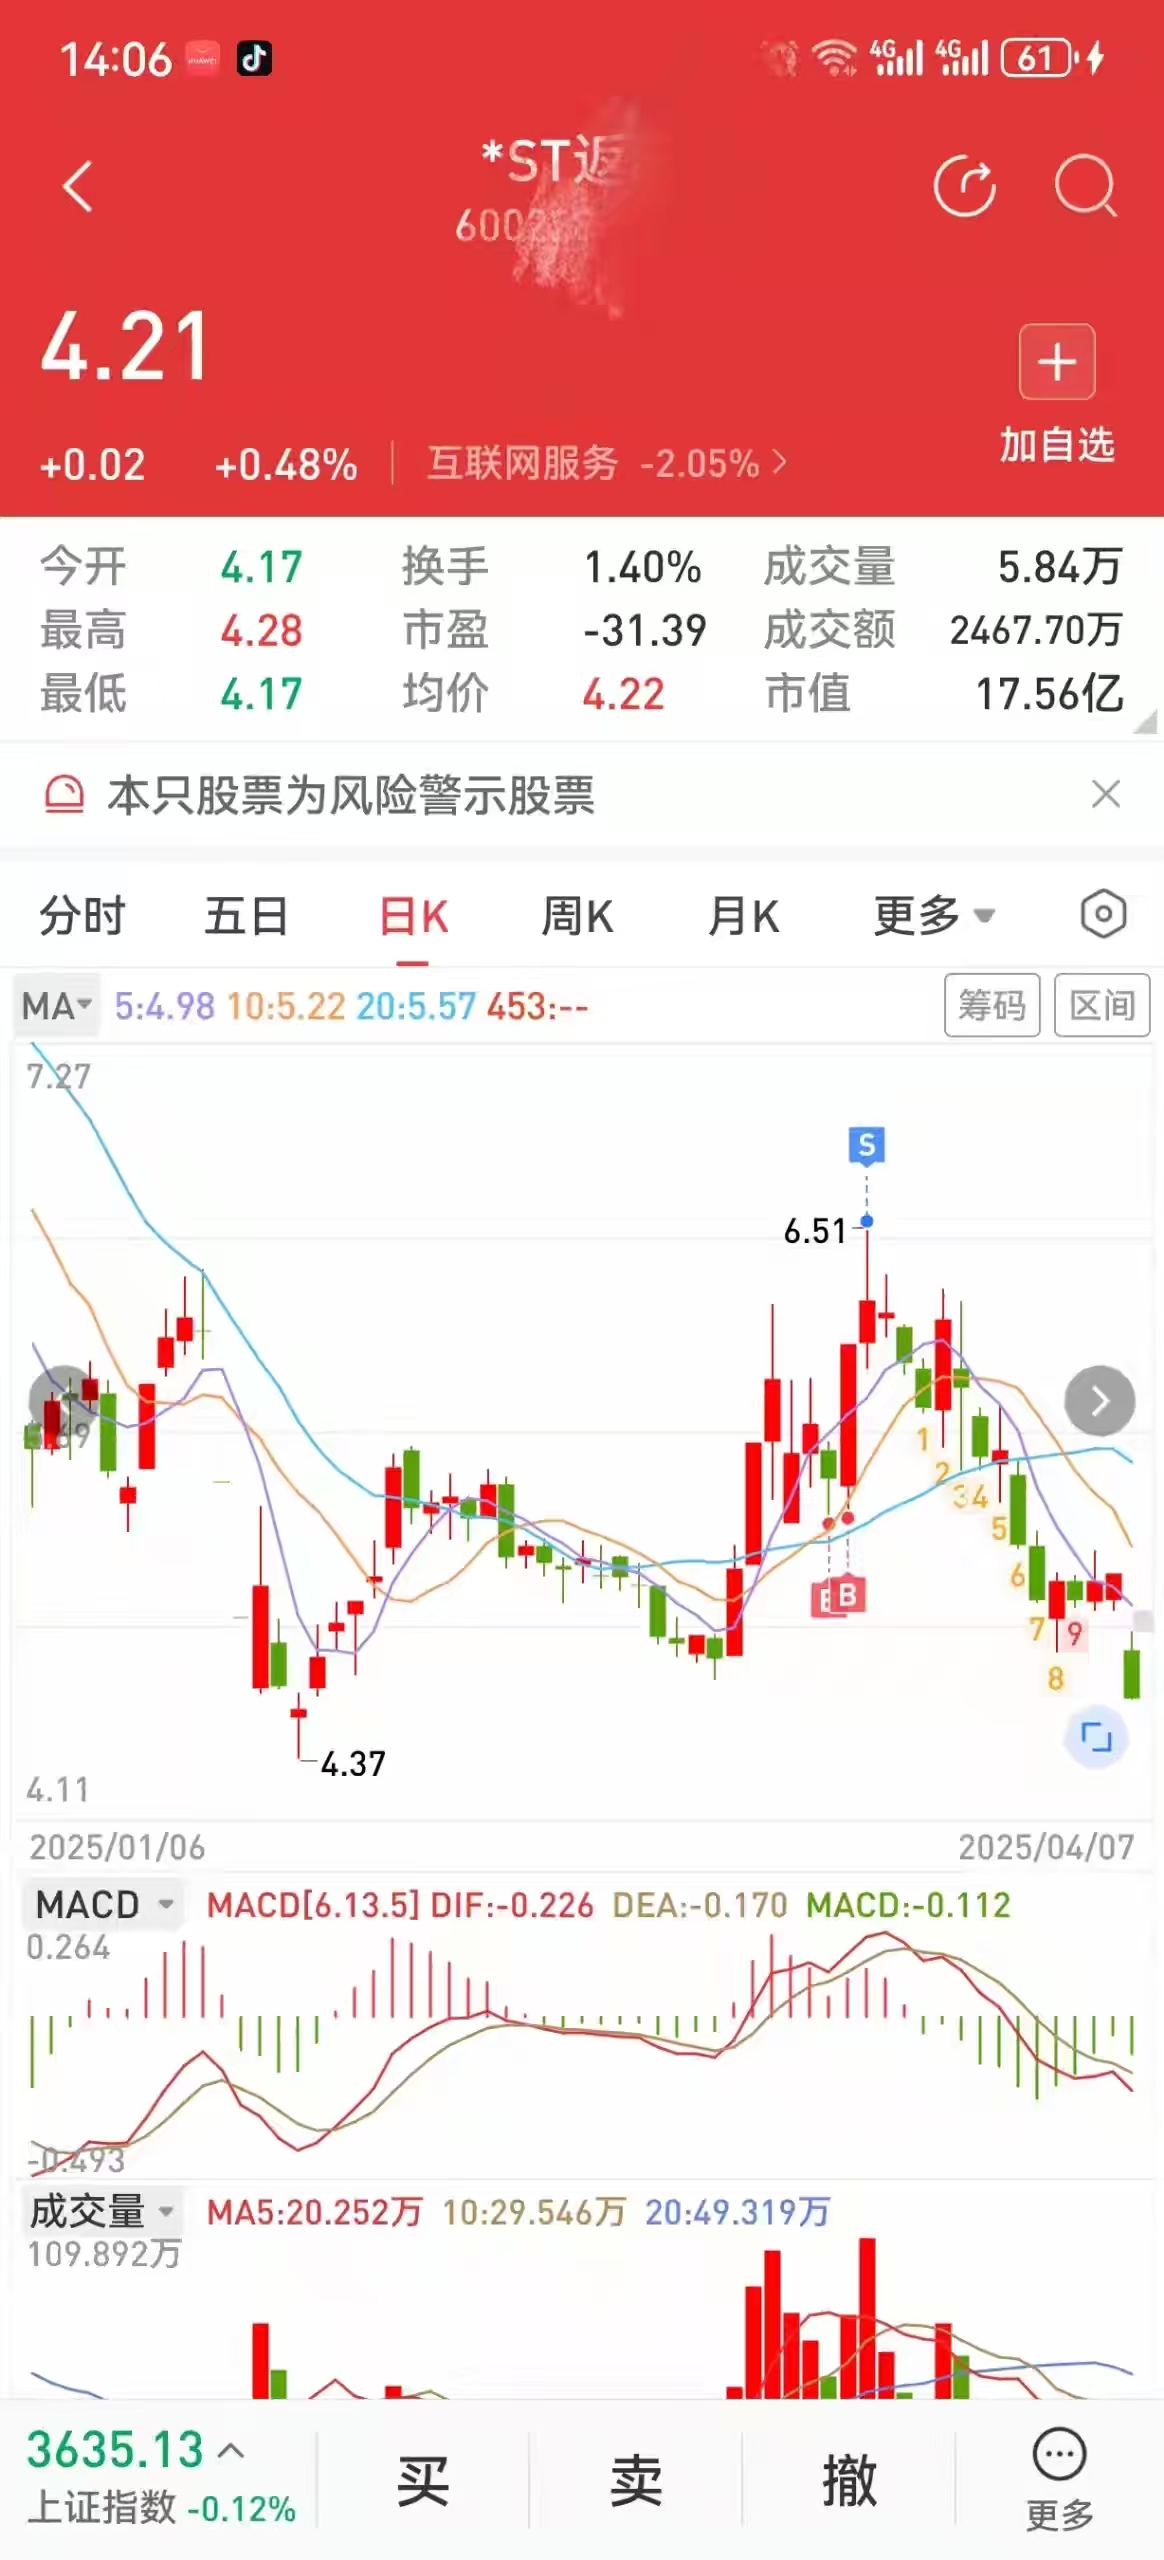 14:06 HUAWEI 4G 4G 61
*ST返
600
4.21
+0.02 +0.48% 互联网服务 -2.05%
加自选
今开 4.17 换手 1.40% 成交量 5.84万
最高 4.28 市盈 -31.39 成交额 2467.70万
最低 4.17 均价 4.22 市值 17.56亿
本只股票为风险警示股票
分时 五日 日K 周K 月K 更多
MA 5:4.98 10:5.22 20:5.57 453:-- 筹码 区间
7.27
S
6.51
5.69
1
2
3 4
5
B
6
7 9
8
4.37
4.11
2025/01/06 2025/04/07
MACD MACD[6.13.5] DIF:-0.226 DEA:-0.170 MACD:-0.112
0.264
-0.493
成交量 MA5:20.252万 10:29.546万 20:49.319万
109.892万
3635.13 买 卖 撤
上证指数 -0.12% 更多